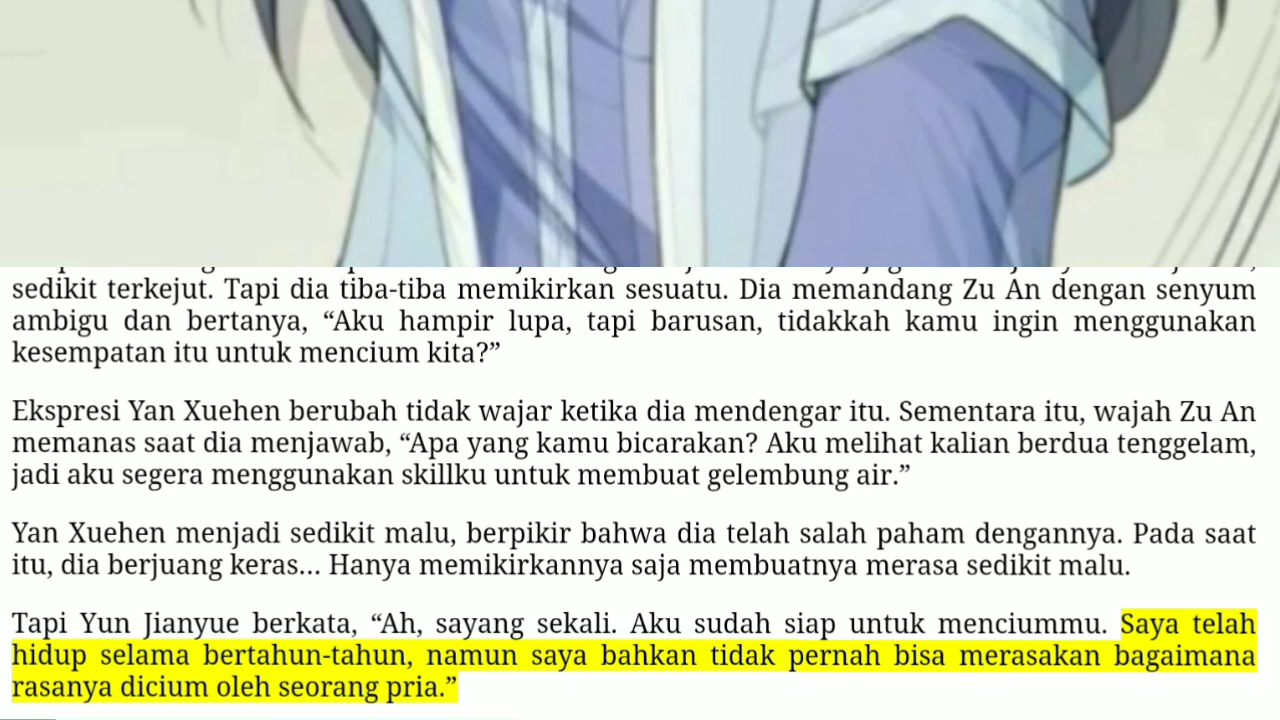 sedikit terkejut. Tapi dia tiba-tiba memikirkan sesuatu. Dia memandang Zu An dengan senyum
ambigu dan bertanya, “Aku hampir lupa, tapi barusan, tidakkah kamu ingin menggunakan
kesempatan itu untuk mencium kita?”
Ekspresi Yan Xuehen berubah tidak wajar ketika dia mendengar itu. Sementara itu, wajah Zu An
memanas saat dia menjawab, “Apa yang kamu bicarakan? Aku melihat kalian berdua tenggelam,
jadi aku segera menggunakan skillku untuk membuat gelembung air.”
Yan Xuehen menjadi sedikit malu, berpikir bahwa dia telah salah paham dengannya. Pada saat
itu, dia berjuang keras… Hanya memikirkannya saja membuatnya merasa sedikit malu.
Tapi Yun Jianyue berkata, “Ah, sayang sekali. Aku sudah siap untuk menciummu. Saya telah
hidup selama bertahun-tahun, namun saya bahkan tidak pernah bisa merasakan bagaimana
rasanya dicium oleh seorang pria.”